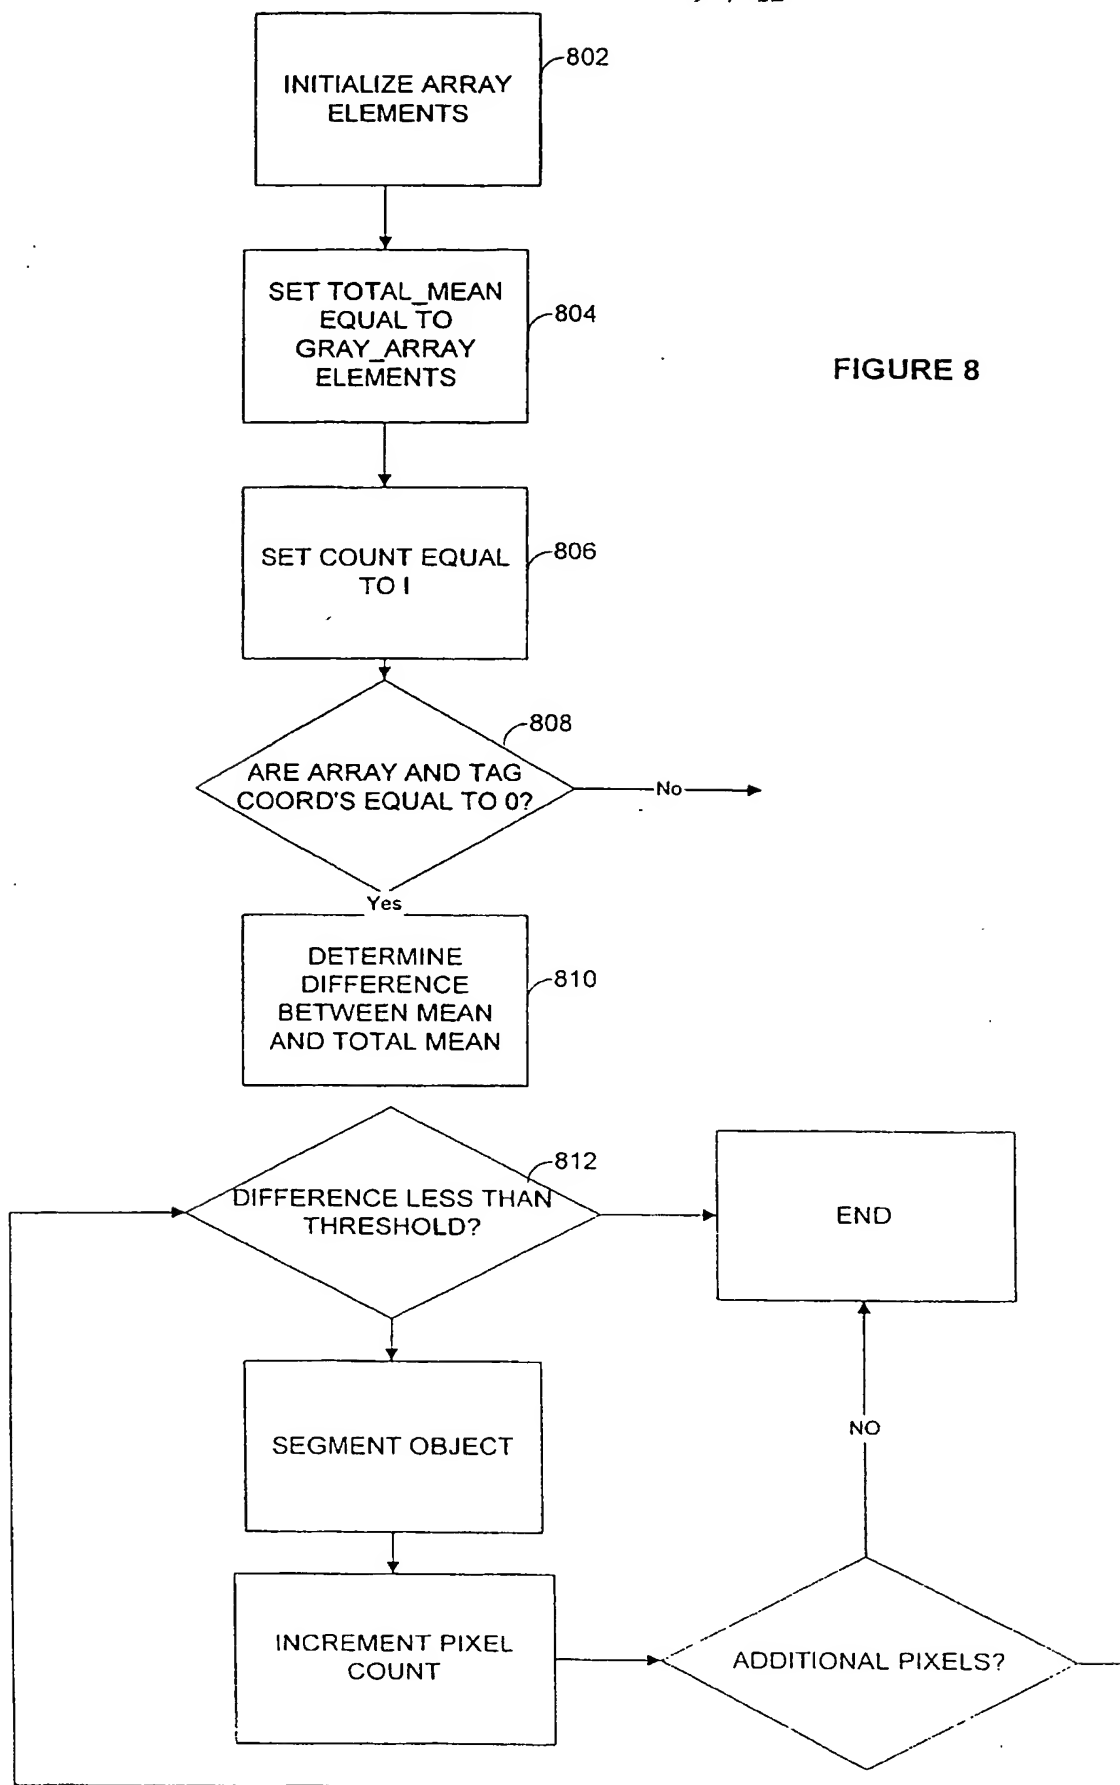 802
INITIALIZE ARRAY
ELEMENTS
SET TOTAL_MEAN
EQUAL TO
GRAY_ARRAY
ELEMENTS
804
FIGURE 8
SET COUNT EQUAL
TO I
806
808
ARE ARRAY AND TAG
COORD'S EQUAL TO 0?
No
Yes
DETERMINE
DIFFERENCE
BETWEEN MEAN
AND TOTAL MEAN
810
812
DIFFERENCE LESS THAN
THRESHOLD?
END
SEGMENT OBJECT
NO
INCREMENT PIXEL
COUNT
ADDITIONAL PIXELS?